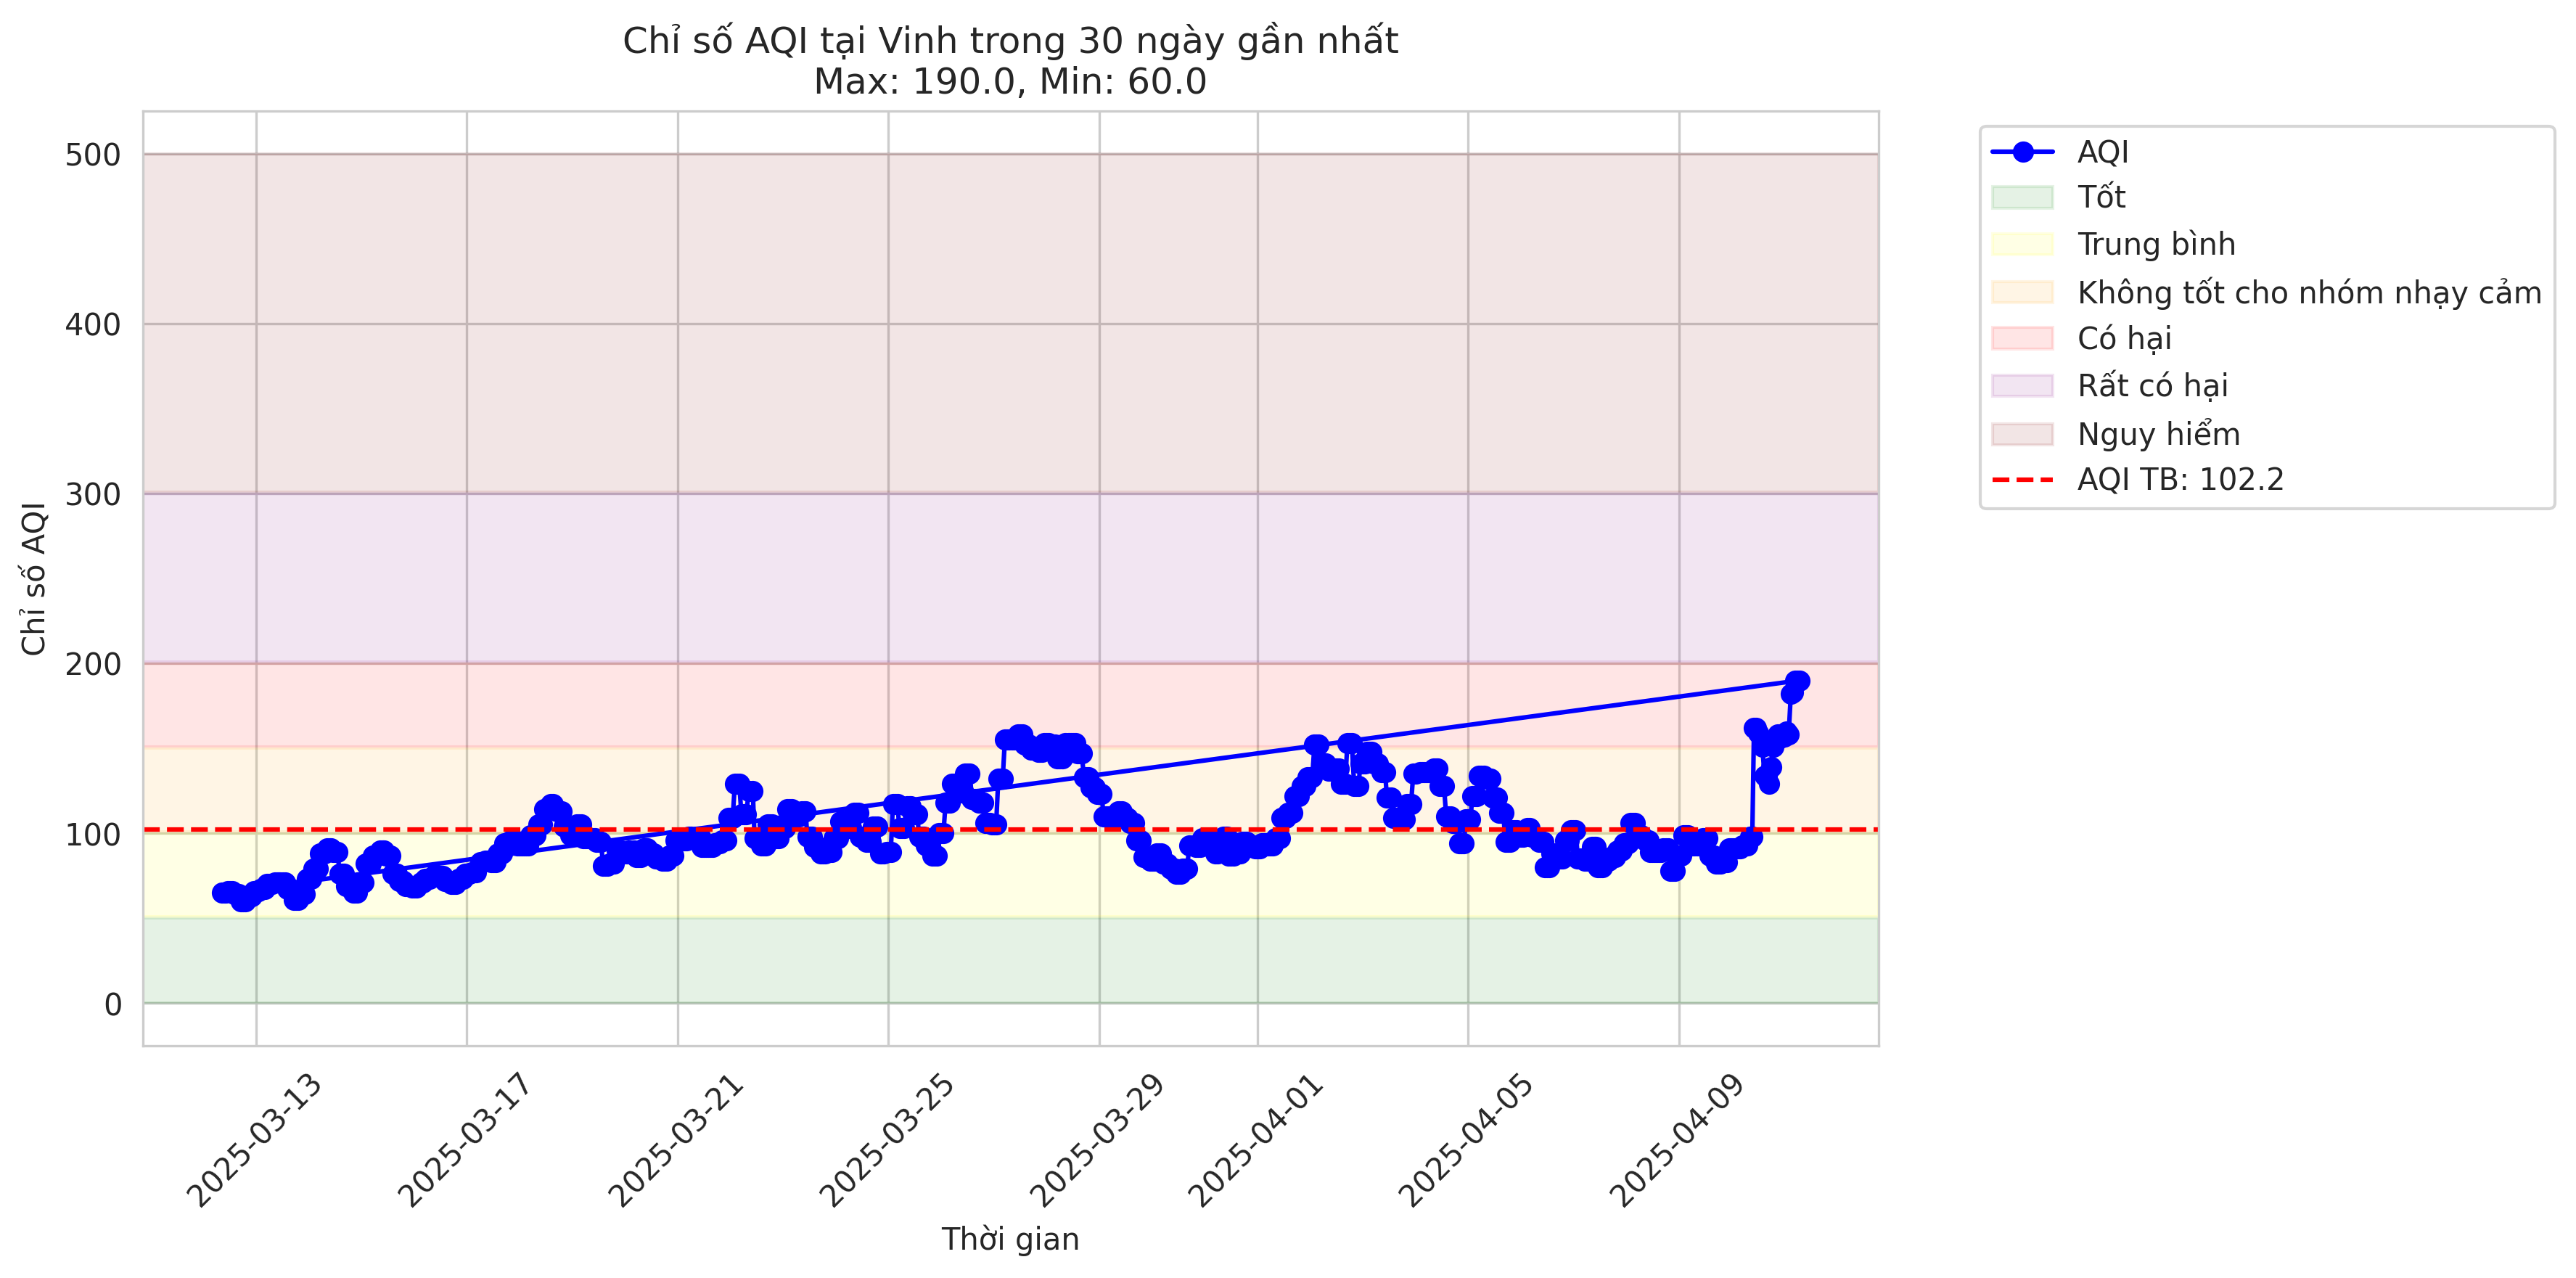 Chỉ số AQI tại Vinh trong 30 ngày gần nhất
Max: 190.0, Min: 60.0
Chỉ số AQI
500
400
300
200
100
0
2025-03-13
2025-03-17
2025-03-21
2025-03-25
2025-03-29
2025-04-01
2025-04-05
2025-04-09
Thời gian
AQI
Tốt
Trung bình
Không tốt cho nhóm nhạy cảm
Có hại
Rất có hại
Nguy hiểm
AQI TB: 102.2